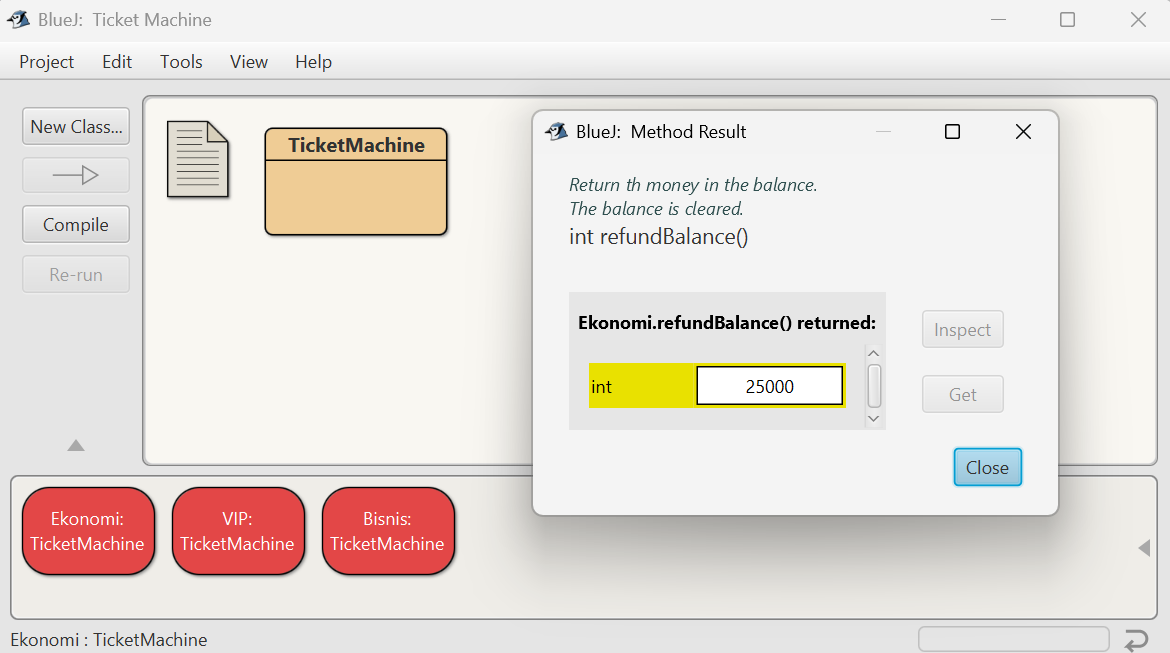 BlueJ: Ticket Machine
Project Edit Tools View Help
New Class...
Compile
Re-run
TicketMachine
BlueJ: Method Result
Return th money in the balance.
The balance is cleared.
int refundBalance()
Ekonomi.refundBalance() returned:
int 25000
Inspect
Get
Close
Ekonomi:
TicketMachine
VIP:
TicketMachine
Bisnis:
TicketMachine
Ekonomi : TicketMachine